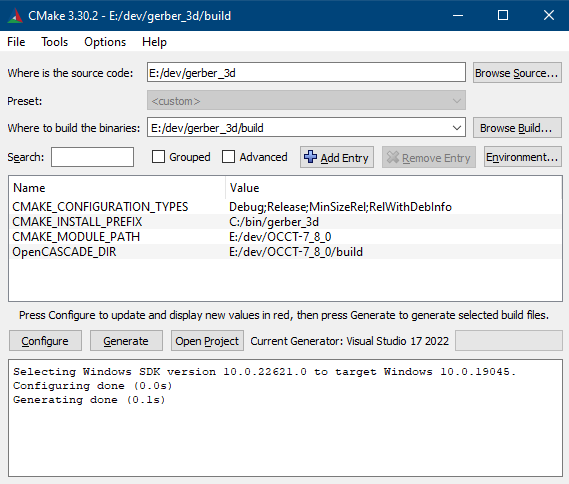 CMake 3.30.2 - E:/dev/gerber_3d/build
File Tools Options Help
Where is the source code: E:/dev/gerber_3d Browse Source...
Preset: <custom>
Where to build the binaries: E:/dev/gerber_3d/build Browse Build...
Search: Grouped Advanced Add Entry Remove Entry Environment...
Name Value
CMAKE_CONFIGURATION_TYPES Debug;Release;MinSizeRel;RelWithDebInfo
CMAKE_INSTALL_PREFIX C:/bin/gerber_3d
CMAKE_MODULE_PATH E:/dev/OCCT-7_8_0
OpenCASCADE_DIR E:/dev/OCCT-7_8_0/build
Press Configure to update and display new values in red, then press Generate to generate selected build files.
Configure Generate Open Project Current Generator: Visual Studio 17 2022
Selecting Windows SDK version 10.0.22621.0 to target Windows 10.0.19045.
Configuring done (0.0s)
Generating done (0.1s)